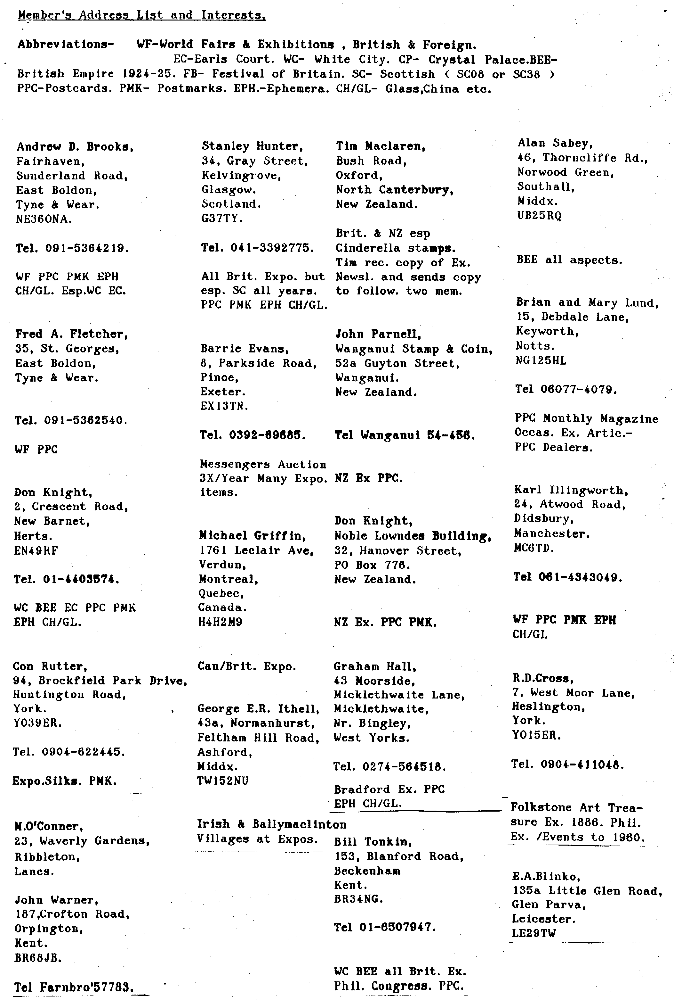 Member's Address List and Interests.
Abbreviations- WF-World Fairs & Exhibitions , British & Foreign.
EC-Earls Court. WC- White City. CP- Crystal Palace.BEE-
British Empire 1924-25. FB- Festival of Britain. SC- Scottish ( SC08 or SC38 )
PPC-Postcards. PMK- Postmarks. EPH.-Ephemera. CH/GL- Glass,China etc.
Andrew D. Brooks,
Fairhaven,
Sunderland Road,
East Boldon,
Tyne & Wear.
NE360NA.
Tel. 091-5364219.
WF PPC PMK EPH
CH/GL. Esp.WC EC.
Fred A. Fletcher,
35, St. Georges,
East Boldon,
Tyne & Wear.
Tel. 091-5362540.
WF PPC
Don Knight,
2, Crescent Road,
New Barnet,
Herts.
EN49RF
Tel. 01-4403574.
WC BEE EC PPC PMK
EPH CH/GL.
Con Rutter,
94, Brockfield Park Drive,
Huntington Road,
York.
YO39ER.
Tel. 0904-622445.
Expo.Silks. PMK.
M.O'Conner,
23, Waverly Gardens,
Ribbleton,
Lancs.
John Warner,
187,Crofton Road,
Orpington,
Kent.
BR68JB.
Tel Farnbro'57783.
Stanley Hunter,
34, Gray Street,
Kelvingrove,
Glasgow.
Scotland.
G37TY.
Tel. 041-3392775.
All Brit. Expo. but
esp. SC all years.
PPC PMK EPH CH/GL.
Barrie Evans,
8, Parkside Road,
Pinoe,
Exeter.
EX13TN.
Tel. 0392-69685.
Messengers Auction
3X/Year Many Expo.
items.
Michael Griffin,
1761 Leclair Ave,
Verdun,
Montreal,
Quebec,
Canada.
H4H2M9
Can/Brit. Expo.
George E.R. Ithell,
43a, Normanhurst,
Feltham Hill Road,
Ashford,
Middx.
TW152NU
Irish & Ballymaclinton
Villages at Expos.
Tim Maclaren,
Bush Road,
Oxford,
North Canterbury,
New Zealand.
Brit. & NZ esp
Cinderella stamps.
Tim rec. copy of Ex.
Newsl. and sends copy
to follow. two mem.
John Parnell,
Wanganui Stamp & Coin,
52a Guyton Street,
Wanganui.
New Zealand.
Tel Wanganui 54-456.
NZ Ex PPC.
Don Knight,
Noble Lowndes Building,
32, Hanover Street,
PO Box 776.
New Zealand.
NZ Ex. PPC PMK.
Graham Hall,
43 Moorside,
Micklethwaite Lane,
Micklethwaite,
Nr. Bingley,
West Yorks.
Tel. 0274-564518.
Bradford Ex. PPC
EPH CH/GL.
Bill Tonkin,
153, Blanford Road,
Beckenham
Kent.
BR34NG.
Tel 01-6507947.
WC BEE all Brit. Ex.
Phil. Congress. PPC.
Alan Sabey,
46, Thorncliffe Rd.,
Norwood Green,
Southall,
Middx.
UB25RQ
BEE all aspects.
Brian and Mary Lund,
15, Debdale Lane,
Keyworth,
Notts.
NG125HL
Tel 06077-4079.
PPC Monthly Magazine
Occas. Ex. Artic.-
PPC Dealers.
Karl Illingworth,
24, Atwood Road,
Didsbury,
Manchester.
MC6TD.
Tel 061-4343049.
WF PPC PMK EPH
CH/GL
R.D.Cross,
7, West Moor Lane,
Heslington,
York.
YO15ER.
Tel. 0904-411048.
Folkstone Art Trea-
sure Ex. 1886. Phil.
Ex. /Events to 1960.
E.A.Blinko,
135a Little Glen Road,
Glen Parva,
Leicester.
LE29TW